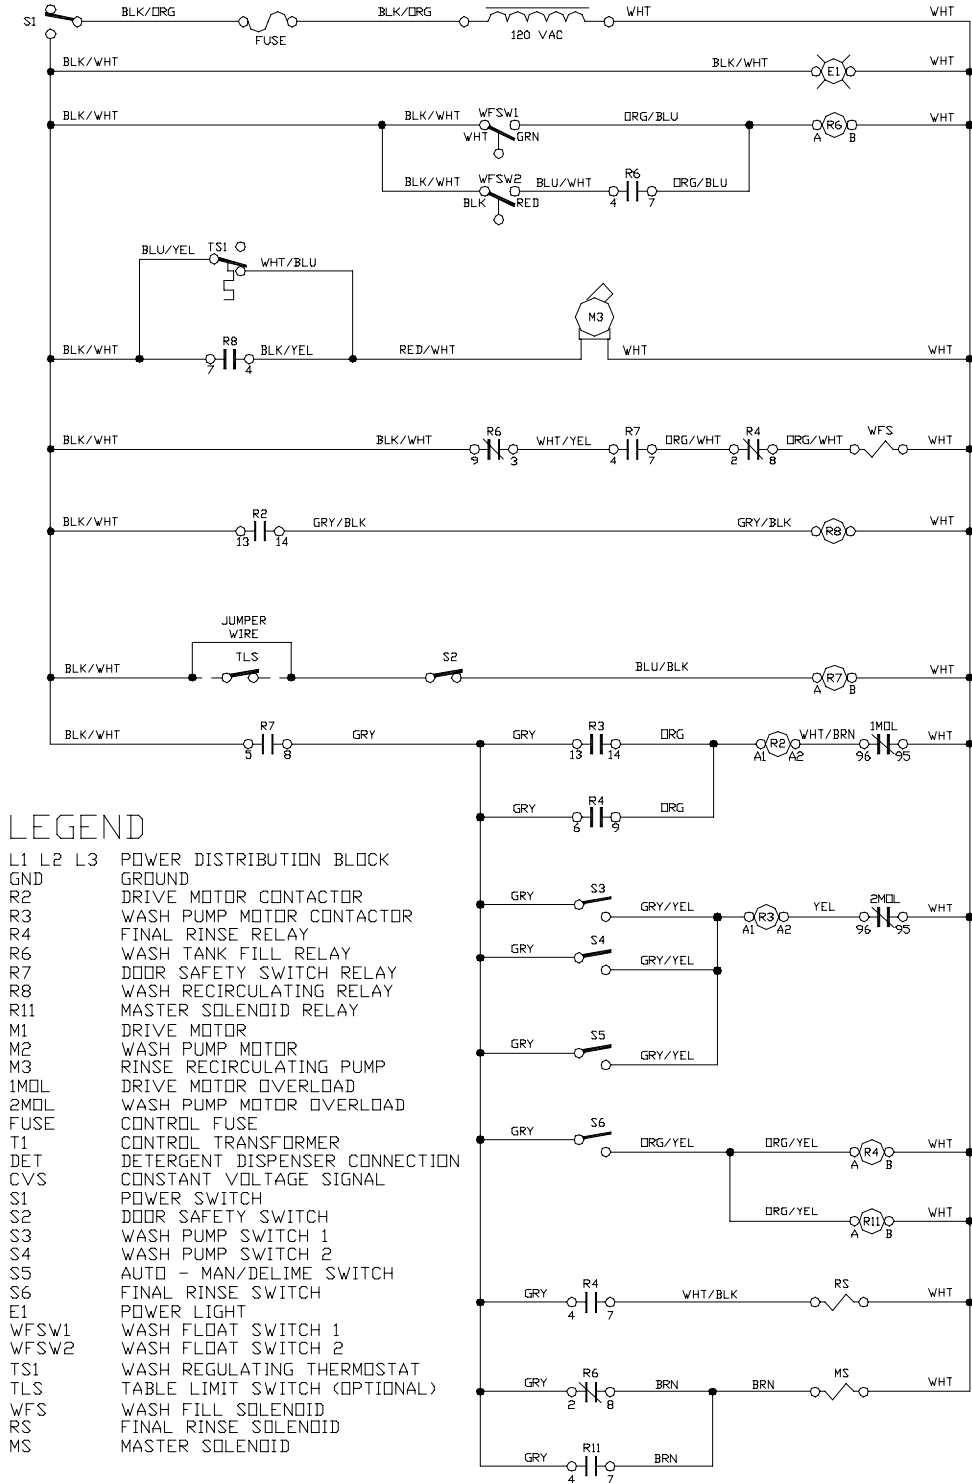 BLK/ORG BLK/ORG WHT WHT
S1 FUSE 120 VAC
BLK/WHT BLK/WHT E1 WHT
BLK/WHT BLK/WHT WFSW1 ORG/BLU WHT
WHT GRN R6
A B
BLK/WHT WFSW2 BLU/WHT R6 ORG/BLU
BLK RED 4 7
BLU/YEL TS1 WHT/BLU
M3
BLK/WHT R8 BLK/YEL RED/WHT WHT WHT
7 4
BLK/WHT BLK/WHT R6 WHT/YEL R7 ORG/WHT R4 ORG/WHT WFS WHT
9 3 4 7 2 8
BLK/WHT R2 GRY/BLK GRY/BLK R8 WHT
13 14
JUMPER
WIRE
BLK/WHT TLS S2 BLU/BLK R7 WHT
A B
BLK/WHT R7 GRY GRY R3 ORG R2 WHT/BRN 1MOL WHT
5 8 13 14 A1 A2 96 95
GRY R4 ORG
6 9
GRY S3 GRY/YEL R3 YEL 2MOL WHT
A1 A2 96 95
GRY S4 GRY/YEL
GRY S5 GRY/YEL
GRY S6 ORG/YEL ORG/YEL R4 WHT
A B
ORG/YEL R11 WHT
A B
GRY R4 WHT/BLK RS WHT
4 7
GRY R6 BRN BRN MS WHT
2 8
GRY R11 BRN
4 7
LEGEND
L1 L2 L3 POWER DISTRIBUTION BLOCK
GND GROUND
R2 DRIVE MOTOR CONTACTOR
R3 WASH PUMP MOTOR CONTACTOR
R4 FINAL RINSE RELAY
R6 WASH TANK FILL RELAY
R7 DOOR SAFETY SWITCH RELAY
R8 WASH RECIRCULATING RELAY
R11 MASTER SOLENOID RELAY
M1 DRIVE MOTOR
M2 WASH PUMP MOTOR
M3 RINSE RECIRCULATING PUMP
1MOL DRIVE MOTOR OVERLOAD
2MOL WASH PUMP MOTOR OVERLOAD
FUSE CONTROL FUSE
T1 CONTROL TRANSFORMER
DET DETERGENT DISPENSER CONNECTION
CVS CONSTANT VOLTAGE SIGNAL
S1 POWER SWITCH
S2 DOOR SAFETY SWITCH
S3 WASH PUMP SWITCH 1
S4 WASH PUMP SWITCH 2
S5 AUTO - MAN/DELIME SWITCH
S6 FINAL RINSE SWITCH
E1 POWER LIGHT
WFSW1 WASH FLOAT SWITCH 1
WFSW2 WASH FLOAT SWITCH 2
TS1 WASH REGULATING THERMOSTAT
TLS TABLE LIMIT SWITCH (OPTIONAL)
WFS WASH FILL SOLENOID
RS FINAL RINSE SOLENOID
MS MASTER SOLENOID